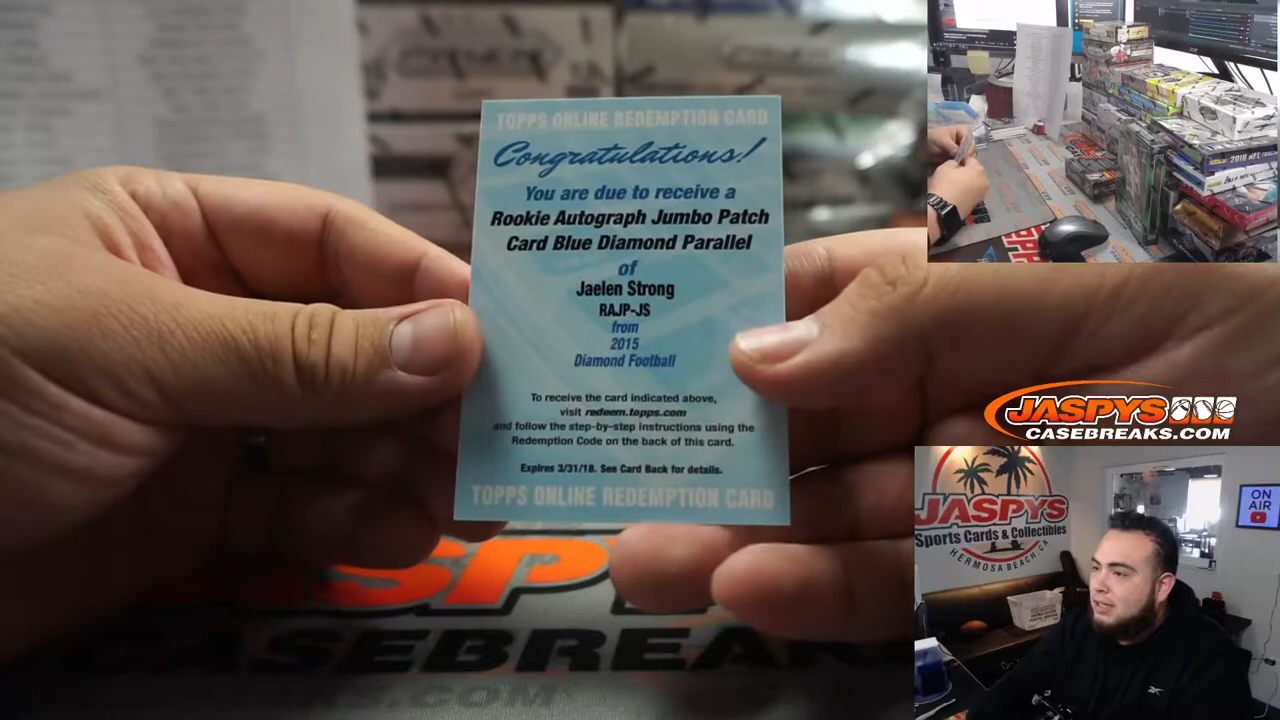 TOPPS ONLINE REDEMPTION CARD
Congratulations!
You are due to receive a
Rookie Autograph Jumbo Patch
Card Blue Diamond Parallel
of
Jaelen Strong
RAJP-JS
from
2015
Diamond Football
To receive the card indicated above,
visit redeem.topps.com
and follow the step-by-step instructions using the
Redemption Code on the back of this card.
Expires 3/31/18. See Card Back for details.
TOPPS ONLINE REDEMPTION CARD
CASEBREAKS
.COM
2016 NFL
JASPYS
CASEBREAKS.COM
JASPYS
Sports Cards & Collectibles
HERMOSA BEACH, CA
ON
AIR